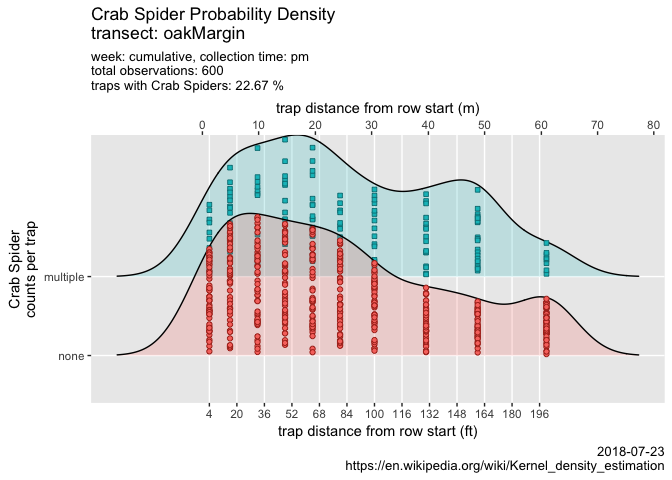 Crab Spider Probability Density
transect: oakMargin
week: cumulative, collection time: pm
total observations: 600
traps with Crab Spiders: 22.67 %
trap distance from row start (m)
0 10 20 30 40 50 60 70 80
Crab Spider
counts per trap
multiple
none
4 20 36 52 68 84 100 116 132 148 164 180 196
trap distance from row start (ft)
2018-07-23
https://en.wikipedia.org/wiki/Kernel_density_estimation